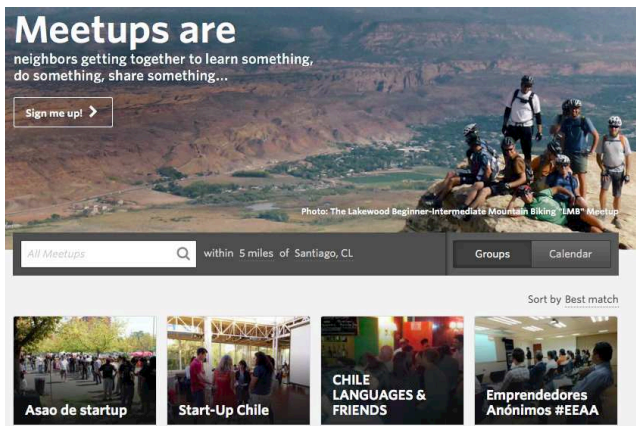 Meetups are
neighbors getting together to learn something,
do something, share something...
Sign me up!
Photo: The Lakewood Beginner-Intermediate Mountain Biking "LMB" Meetup
All Meetups
within 5 miles of Santiago, CL
Groups
Calendar
Sort by Best match
Asao de startup
Start-Up Chile
CHILE
LANGUAGES &
FRIENDS
Emprendedores
Anónimos #EEAA